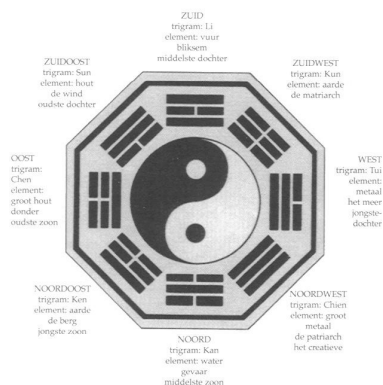 ZUID
trigram: Li
element: vuur
bliksem
middelste dochter
ZUIDOOST
trigram: Sun
element: hout
de wind
oudste dochter
ZUIDWEST
trigram: Kun
element: aarde
de matriarch
OOST
trigram:
Chen
element:
groot hout
donder
oudste zoon
WEST
trigram: Tui
element:
metaal
het meer
jongste-
dochter
NOORDOOST
trigram: Ken
element: aarde
de berg
jongste zoon
NOORDWEST
trigram: Chien
element: groot
metaal
de patriarch
het creatieve
NOORD
trigram: Kan
element: water
gevaar
middelste zoon